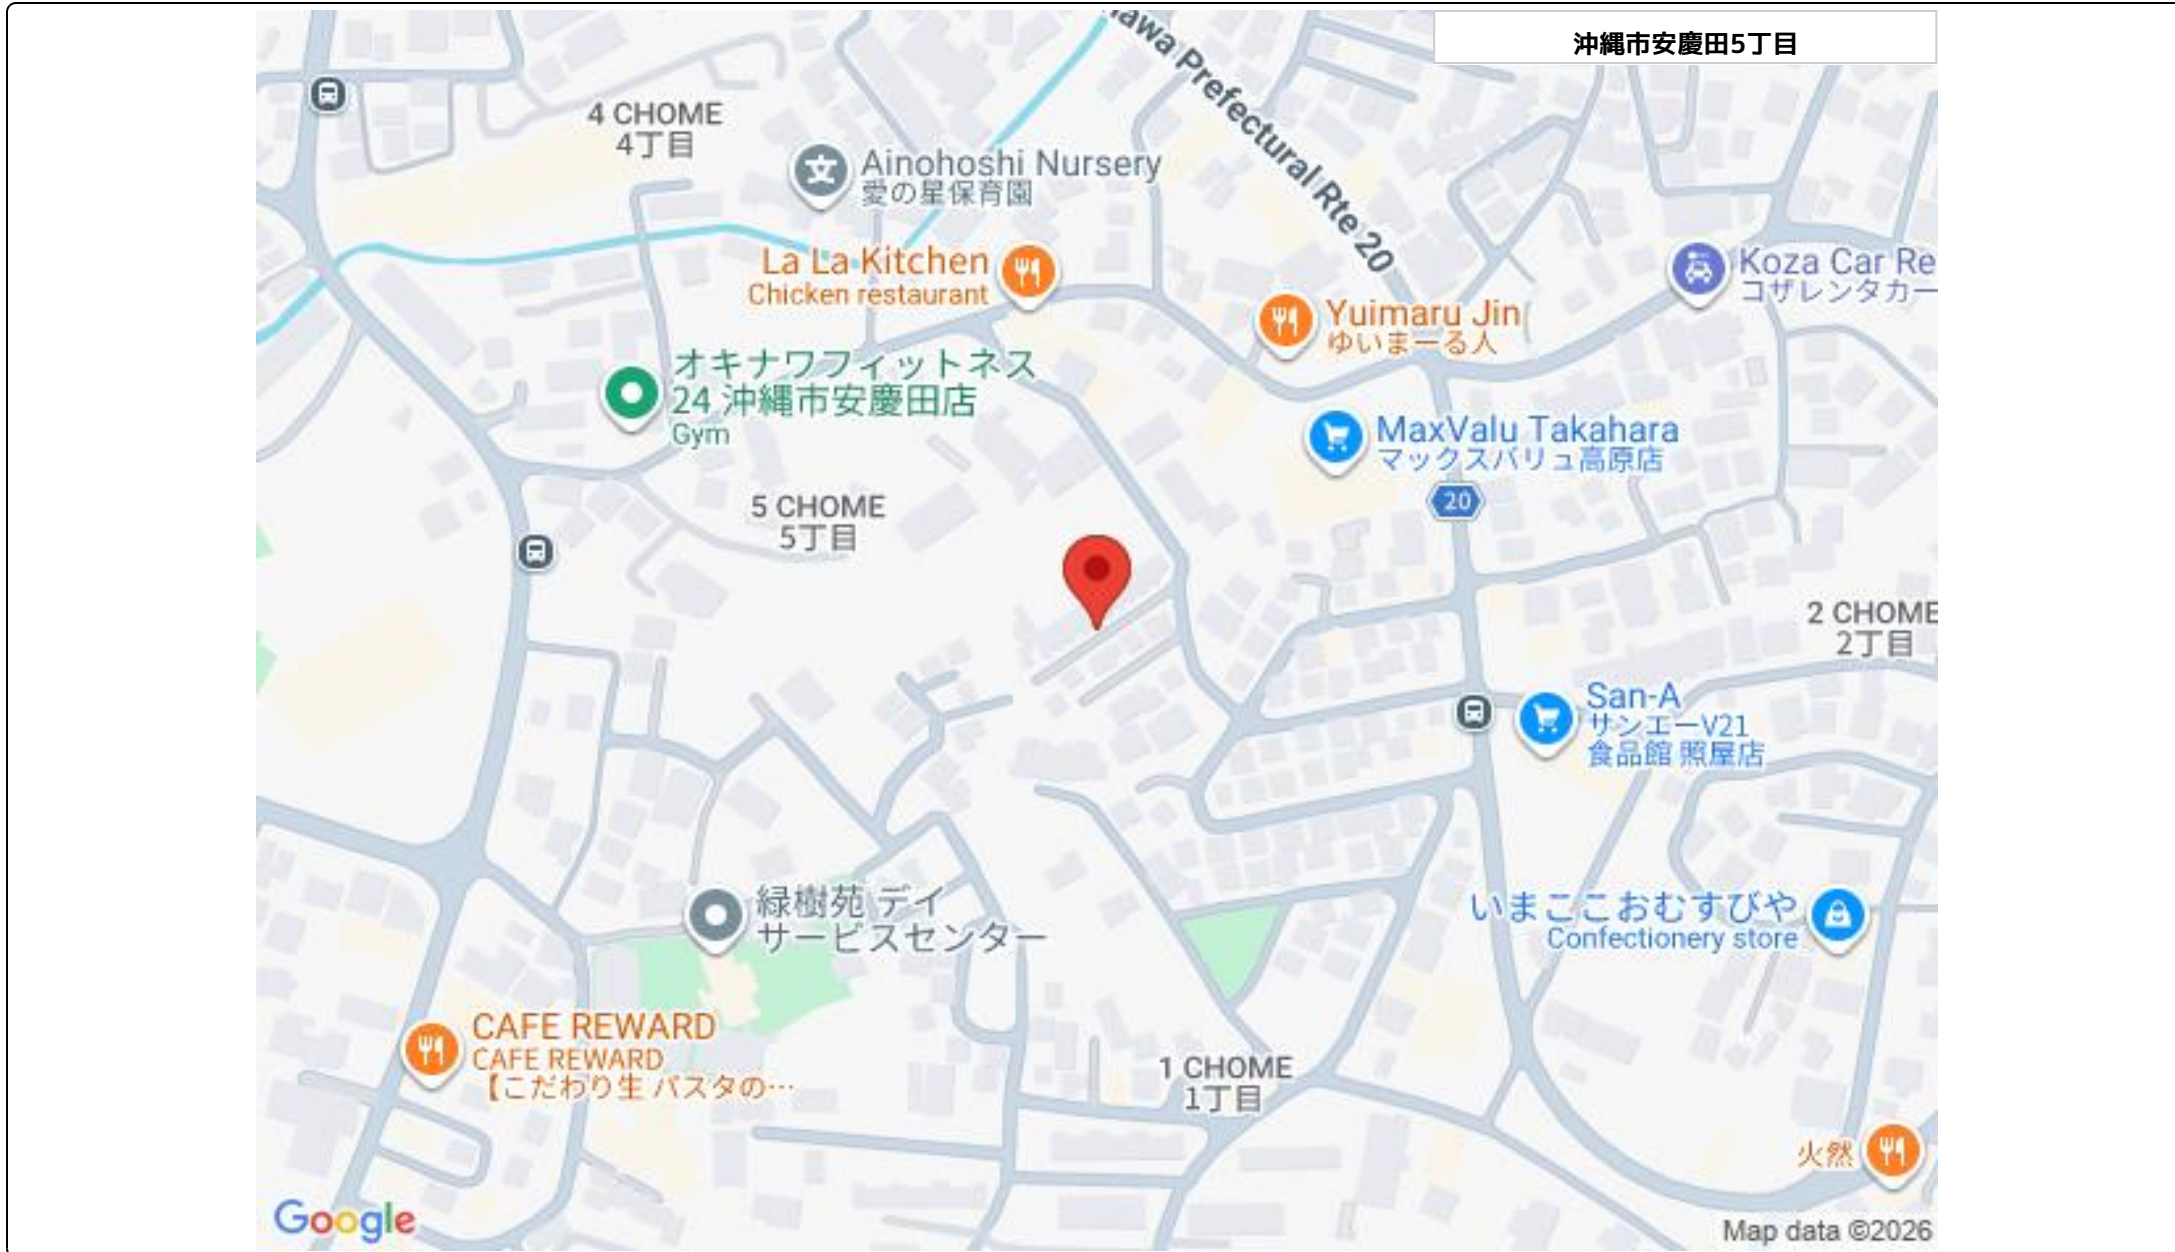 沖縄市安慶田5丁目
awa Prefectural Rte 20
4 CHOME
4丁目
Ainohoshi Nursery
愛の星保育園
La La Kitchen
Chicken restaurant
Yuimaru Jin
ゆいまーる人
Koza Car Re
コザレンタカー
オキナワフィットネス
24 沖縄市安慶田店
Gym
MaxValu Takahara
マックスバリュ高原店
20
5 CHOME
5丁目
2 CHOME
2丁目
San-A
サンエーV21
食品館 照屋店
緑樹苑 デイ
サービスセンター
いまここおむすびや
Confectionery store
CAFE REWARD
CAFE REWARD
【こだわり生 パスタの…
1 CHOME
1丁目
火然
Google
Map data ©2026